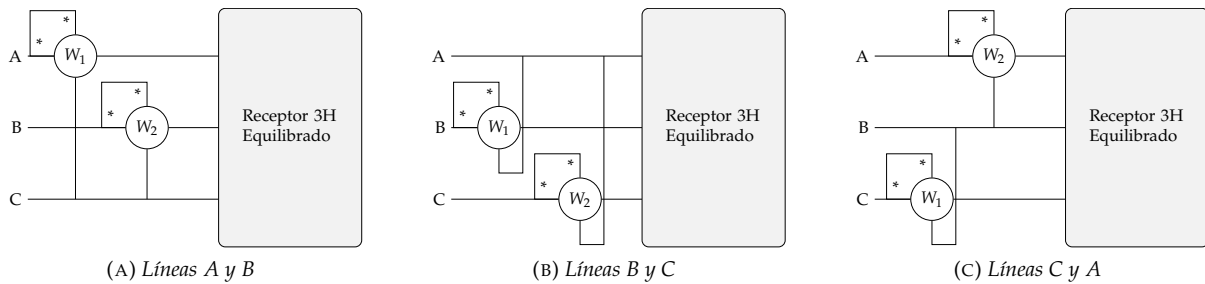 * * A W₁
* * B W₂
C
Receptor 3H
Equilibrado
(A) Líneas A y B
A
* * B W₁
* * C W₂
Receptor 3H
Equilibrado
(B) Líneas B y C
* * A W₂
B
* * C W₁
Receptor 3H
Equilibrado
(C) Líneas C y A